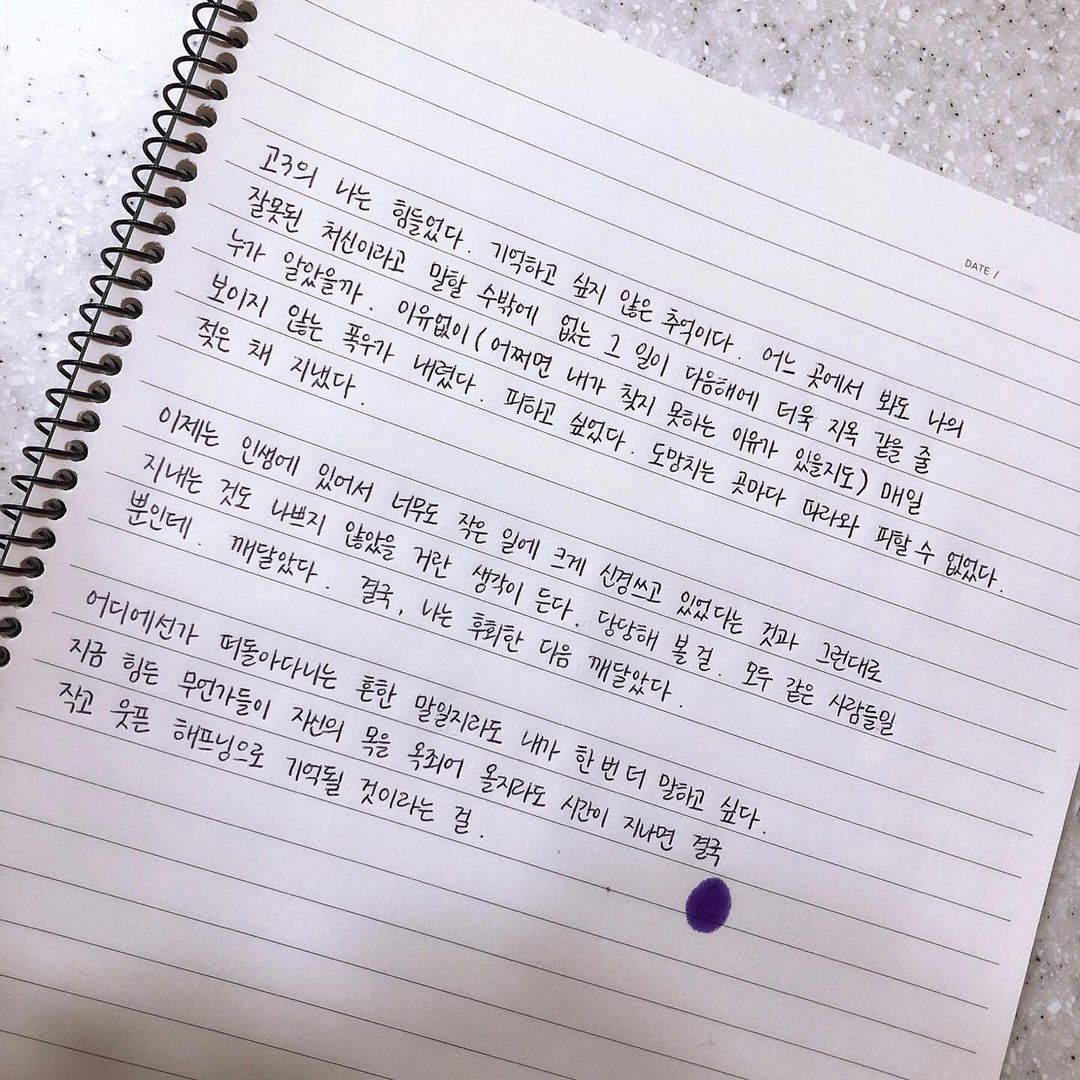 DATE /
고3의 나는 힘들었다. 기억하고 싶지 않은 추억이다. 어느 곳에서 봐도 나의
잘못된 처신이라고 말할 수밖에 없는 그 일이 다음해에 더욱 지옥 같을 줄
누가 알았을까. 이유없이 (어쩌면 내가 찾지 못하는 이유가 있을지도) 매일
보이지 않는 폭우가 내렸다. 피하고 싶었다. 도망치는 곳마다 따라와 피할 수 없었다.
젖은 채 지냈다.
이제는 인생에 있어서 너무도 작은 일에 크게 신경쓰고 있었다는 것과 그런대로
지내는 것도 나쁘지 않았을 거란 생각이 든다. 당당해 볼 걸. 모두 같은 사람들일
뿐인데. 깨달았다. 결국, 나는 후회한 다음 깨달았다.
어디에선가 떠돌아다니는 흔한 말일지라도 내가 한번 더 말하고 싶다.
지금 힘든 무언가들이 자신의 목을 옥죄어 올지라도 시간이 지나면 결국
작고 웃픈 해프닝으로 기억될 것이라는 걸.